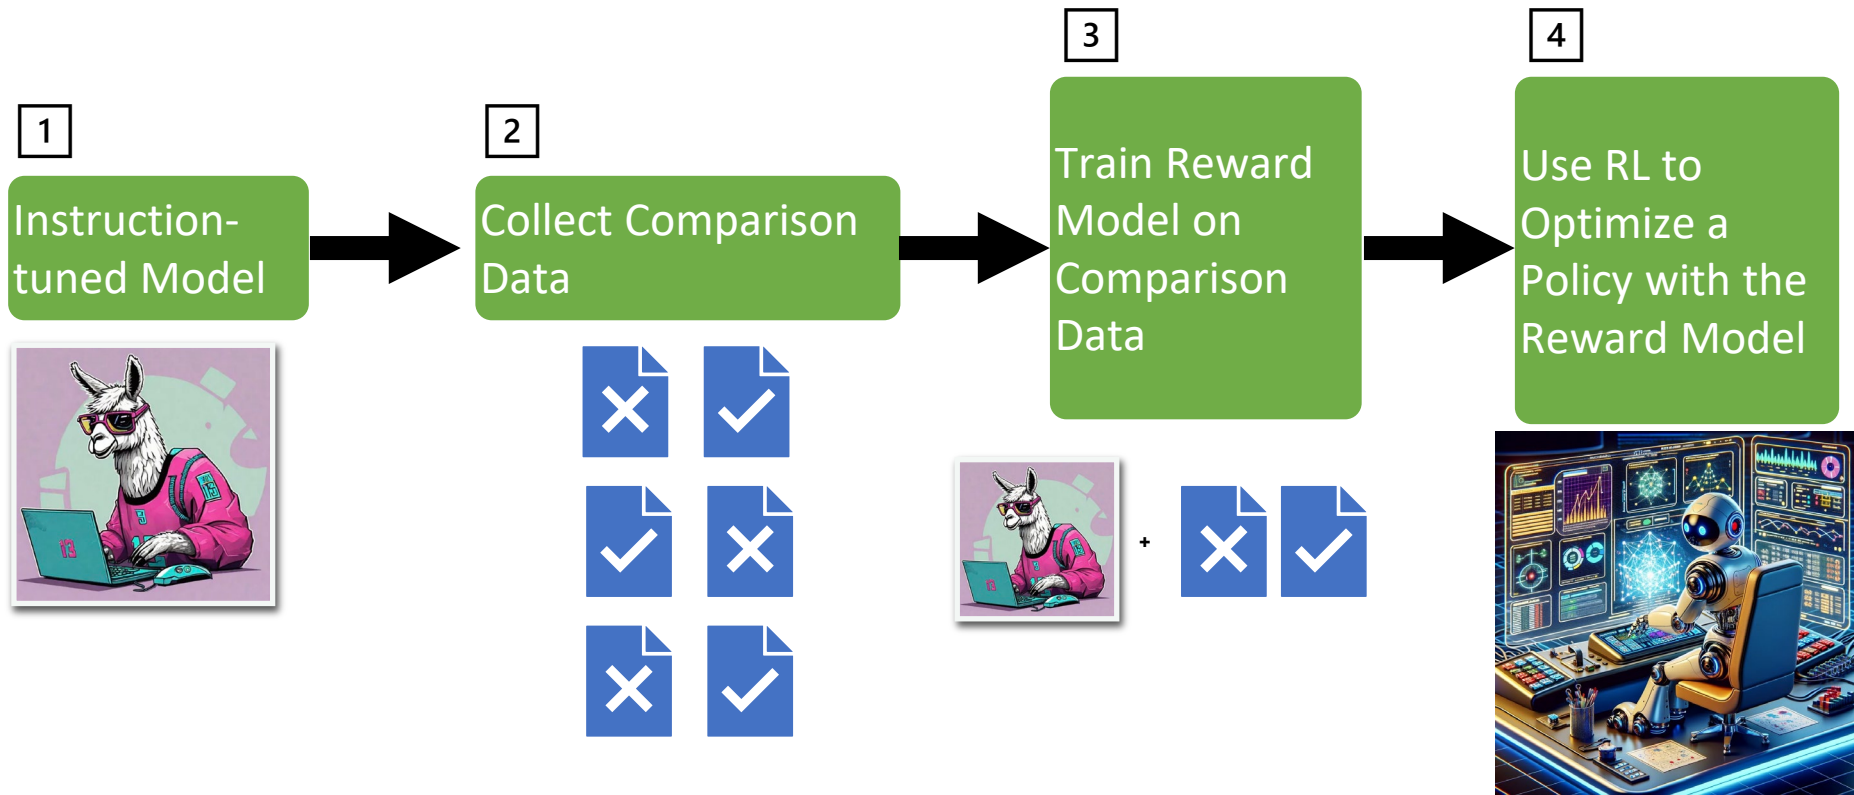 1
Instruction-
tuned Model
2
Collect Comparison
Data
3
Train Reward
Model on
Comparison
Data
+
4
Use RL to
Optimize a
Policy with the
Reward Model